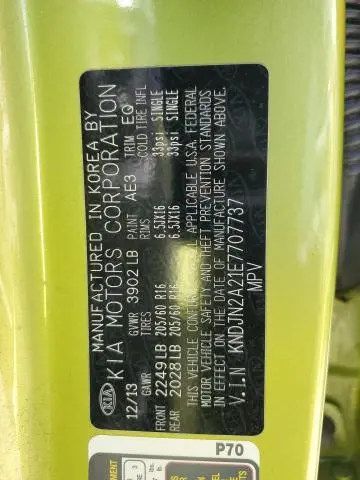 MANUFACTURED IN KOREA BY
KIA MOTORS CORPORATION
12/13 GVWR 3902LB PAINT AE3 TRIM EQ
GAWR TIRES RIMS COLD TIRE INFL
FRONT 2249LB 205/60 R16 6.5JX16 33psi SINGLE
REAR 2028LB 205/60 R16 6.5JX16 33psi SINGLE
THIS VEHICLE CONFORMS TO ALL APPLICABLE U.S.A. FEDERAL
MOTOR VEHICLE SAFETY AND THEFT PREVENTION STANDARDS
IN EFFECT ON THE DATE OF MANUFACTURE SHOWN ABOVE.
V.I.N KNDJN2A21E7707737
MPV
KIA
P70